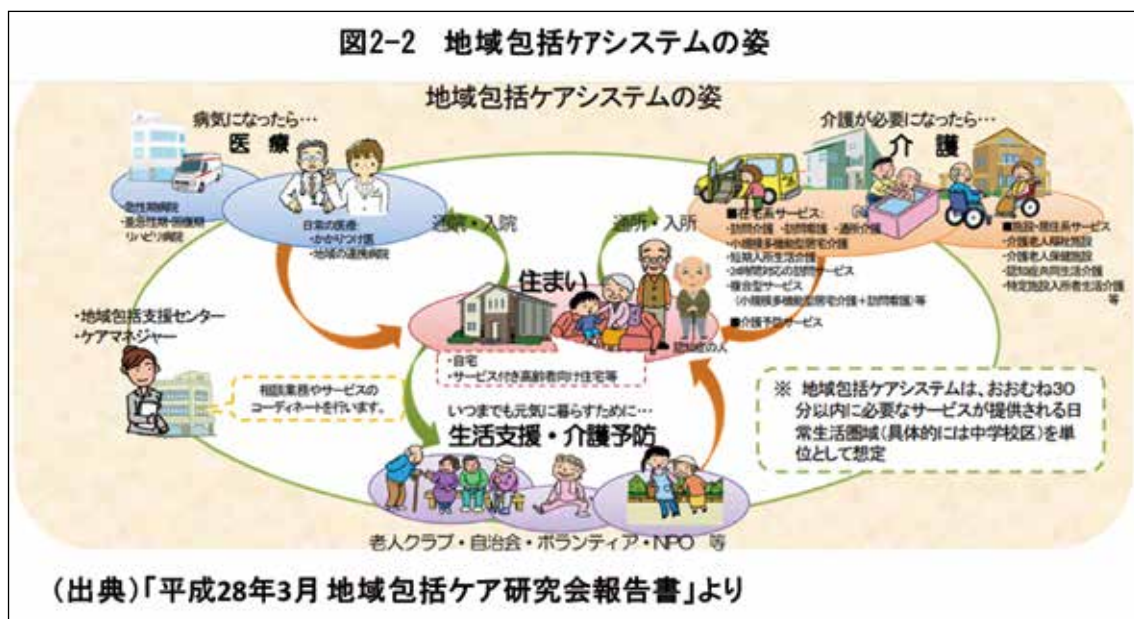 図2-2　地域包括ケアシステムの姿
地域包括ケアシステムの姿
病気になったら…
医　療
・急性期病院
・亜急性期・回復期
リハビリ病院
日常の医療:
・かかりつけ医
・地域の連携病院
通院・入院
通所・入所
介護が必要になったら…
介　護
■在宅系サービス:
・訪問介護　・訪問看護　・通所介護
・小規模多機能型居宅介護
・短期入所生活介護
・24時間対応の訪問サービス
・複合型サービス
（小規模多機能型居宅介護＋訪問看護）等
■介護予防サービス
■施設・居住系サービス
・介護老人福祉施設
・介護老人保健施設
・認知症共同生活介護
・特定施設入所者生活介護
等
住まい
認知症の人
・自宅
・サービス付き高齢者向け住宅等
・地域包括支援センター
・ケアマネジャー
相談業務やサービスの
コーディネートを行います。
いつまでも元気に暮らすために…
生活支援・介護予防
老人クラブ・自治会・ボランティア・NPO　等
※　地域包括ケアシステムは、おおむね30
分以内に必要なサービスが提供される日
常生活圏域（具体的には中学校区）を単
位として想定
（出典）「平成28年3月 地域包括ケア研究会報告書」より